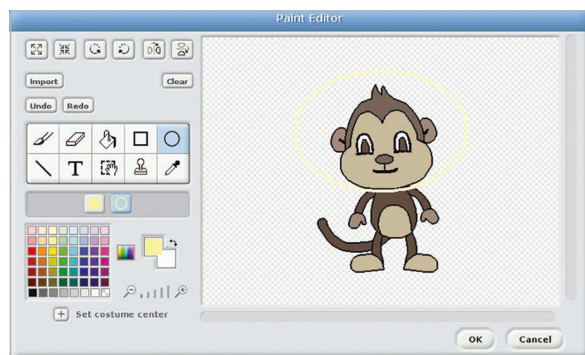 Paint Editor
Import
Clear
Undo
Redo
T
Set costume center
OK
Cancel